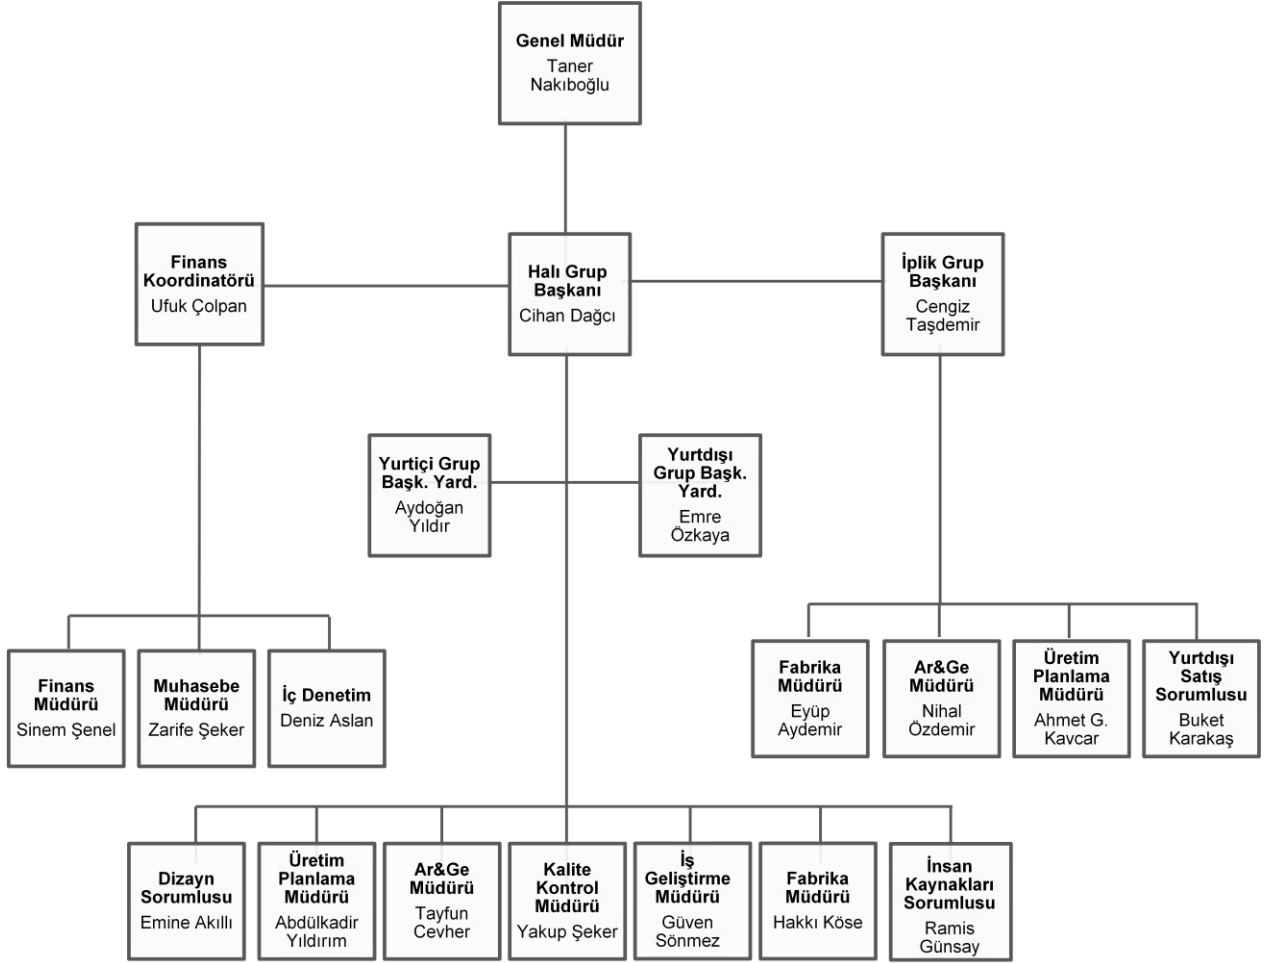 Genel Müdür
Taner
Nakıboğlu
Finans
Koordinatörü
Ufuk Çolpan
Halı Grup
Başkanı
Cihan Dağcı
İplik Grup
Başkanı
Cengiz
Taşdemir
Yurtiçi Grup
Başk. Yard.
Aydoğan
Yıldır
Yurtdışı
Grup Başk.
Yard.
Emre
Özkaya
Finans
Müdürü
Sinem Şenel
Muhasebe
Müdürü
Zarife Şeker
İç Denetim
Deniz Aslan
Fabrika
Müdürü
Eyüp
Aydemir
Ar&Ge
Müdürü
Nihal
Özdemir
Üretim
Planlama
Müdürü
Ahmet G.
Kavcar
Yurtdışı
Satış
Sorumlusu
Buket
Karakaş
Dizayn
Sorumlusu
Emine Akıllı
Üretim
Planlama
Müdürü
Abdülkadir
Yıldırım
Ar&Ge
Müdürü
Tayfun
Cevher
Kalite
Kontrol
Müdürü
Yakup Şeker
İş
Geliştirme
Müdürü
Güven
Sönmez
Fabrika
Müdürü
Hakkı Köse
İnsan
Kaynakları
Sorumlusu
Ramis
Günsay